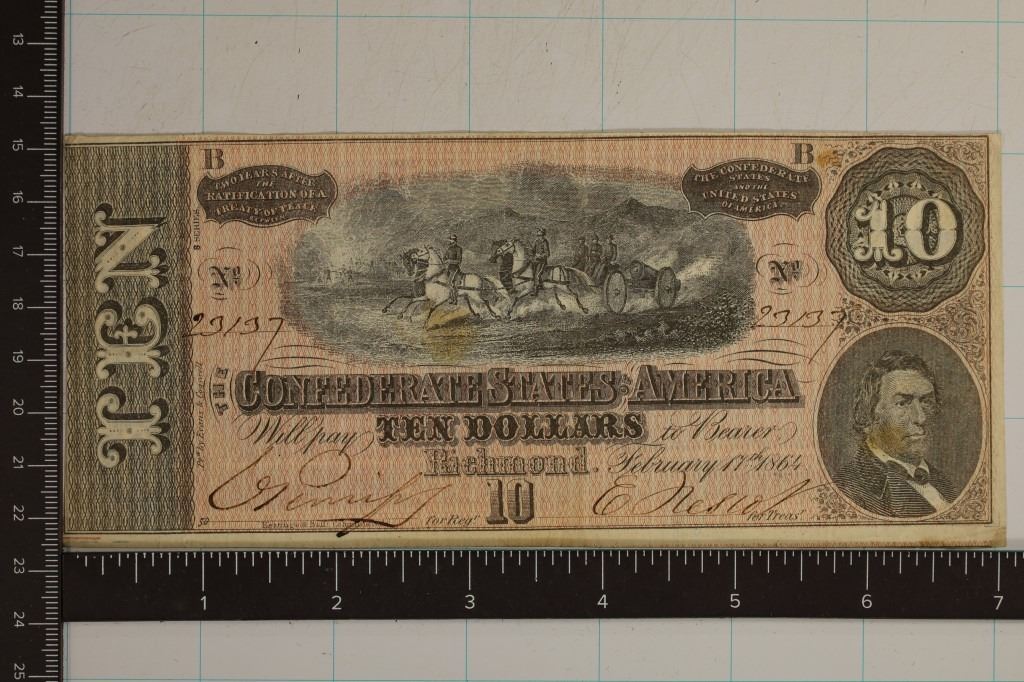 B
B
TWO YEARS AFTER
THE
RATIFICATION OF A
TREATY OF PEACE
THE CONFEDERATE
STATES
AND THE
UNITED STATES
OF AMERICA
10
TEN
Nº
Nº
23137
23137
THE
CONFEDERATE STATES OF AMERICA
Will pay TEN DOLLARS to Bearer
Richmond. February 17th 1864
10
for Regr.
for Treasr.
13
14
15
16
17
18
19
20
21
22
23
24
25
1 2 3 4 5 6 7